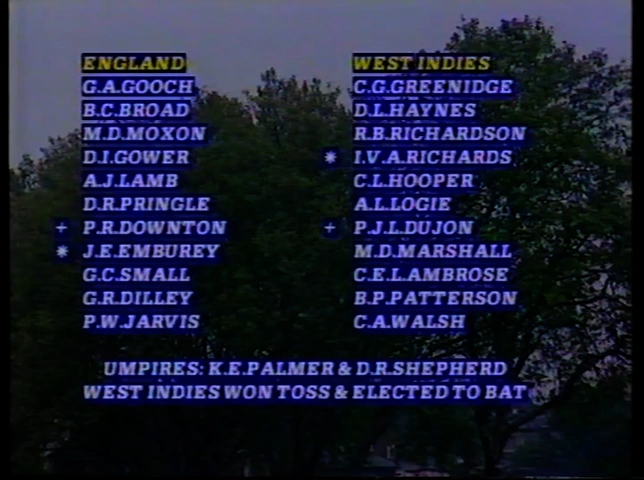 ENGLAND
G.A.GOOCH
B.C.BROAD
M.D.MOXON
D.I.GOWER
A.J.LAMB
D.R.PRINGLE
+ P.R.DOWNTON
* J.E.EMBUREY
G.C.SMALL
G.R.DILLEY
P.W.JARVIS
WEST INDIES
C.G.GREENIDGE
D.L.HAYNES
R.B.RICHARDSON
* I.V.A.RICHARDS
C.L.HOOPER
A.L.LOGIE
+ P.J.L.DUJON
M.D.MARSHALL
C.E.L.AMBROSE
B.P.PATTERSON
C.A.WALSH
UMPIRES: K.E.PALMER & D.R.SHEPHERD
WEST INDIES WON TOSS & ELECTED TO BAT